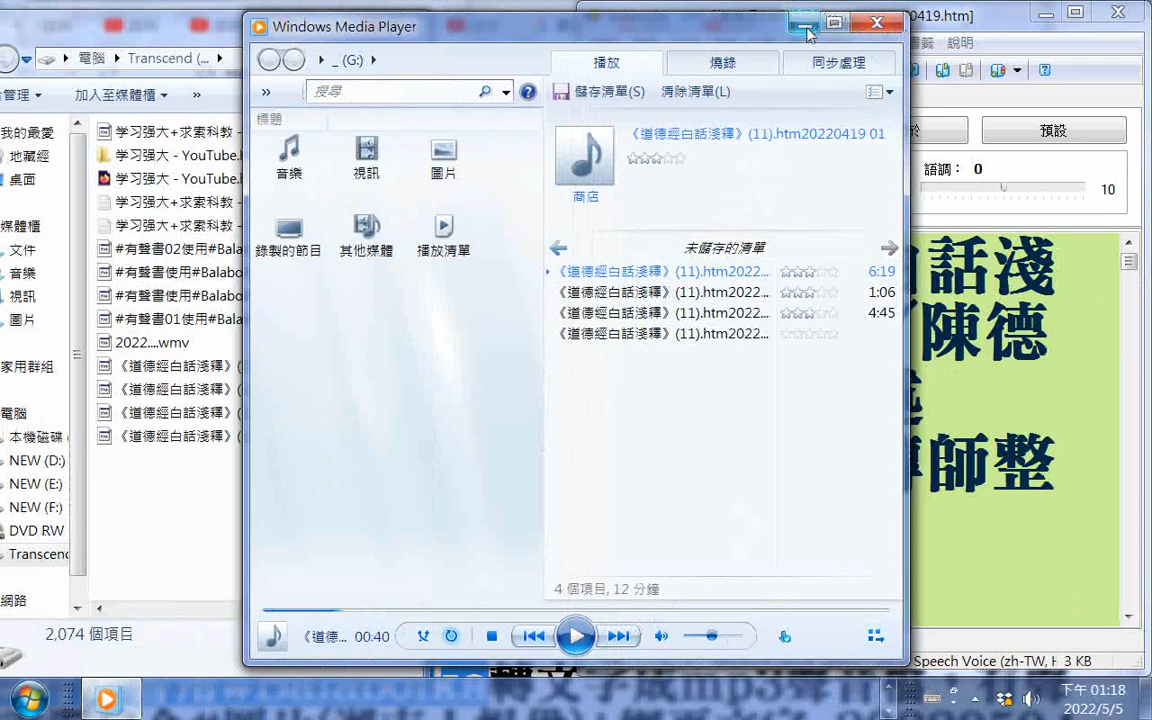 Windows Media Player
0419.htm]
電腦
Transcend (...
_ (G:)
說明
管理
加入至媒體櫃
»
»
搜尋
播放
燒錄
同步處理
儲存清單(S)
清除清單(L)
標題
我的最愛
地藏經
桌面
媒體櫃
文件
音樂
視訊
圖片
家用群組
電腦
本機磁碟 (
NEW (D:)
NEW (E:)
NEW (F:)
DVD RW
Transcend
網路
学习强大+求索科教 -
学习强大 - YouTube.h
学习强大 - YouTube.h
学习强大+求索科教 -
学习强大+求索科教 -
#有聲書02使用#Balab
#有聲書使用#Balabo
#有聲書使用#Balabo
#有聲書01使用#Balab
2022....wmv
《道德經白話淺釋》(
《道德經白話淺釋》(
《道德經白話淺釋》(
《道德經白話淺釋》(
2,074 個項目
音樂
視訊
圖片
錄製的節目
其他媒體
播放清單
《道德經白話淺釋》(11).htm20220419 01
商店
未儲存的清單
《道德經白話淺釋》(11).htm2022... 6:19
《道德經白話淺釋》(11).htm2022... 1:06
《道德經白話淺釋》(11).htm2022... 4:45
《道德經白話淺釋》(11).htm2022...
4 個項目, 12 分鐘
《道德... 00:40
預設
語調： 0
10
話淺
陳德
禪師整
Speech Voice (zh-TW, H
3 KB
下午 01:18
2022/5/5